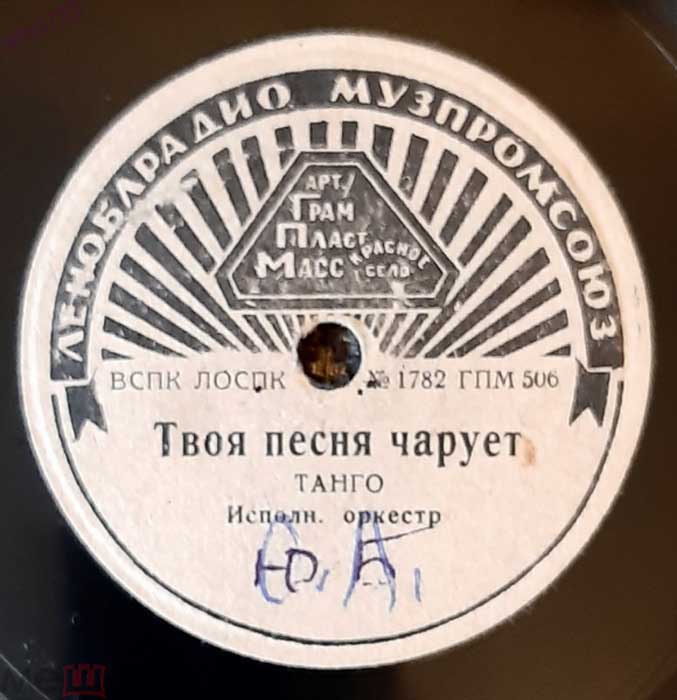 ЛЕНОБЛРАДИО МУЗПРОМСОЮЗ
АРТ.
ГРАМ
ПЛАСТ
МАСС
КРАСНОЕ
СЕЛО
ВСПК ЛОСПК № 1782 ГПМ 506
Твоя песня чарует
ТАНГО
Исполн. оркестр
меш